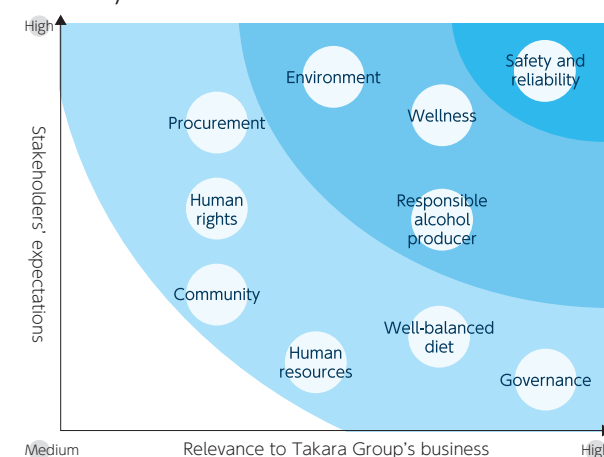 High
Safety and
reliability
Environment
Wellness
Procurement
Human
rights
Responsible
alcohol
producer
Community
Well-balanced
diet
Human
resources
Governance
Stakeholders' expectations
Medium
Relevance to Takara Group's business